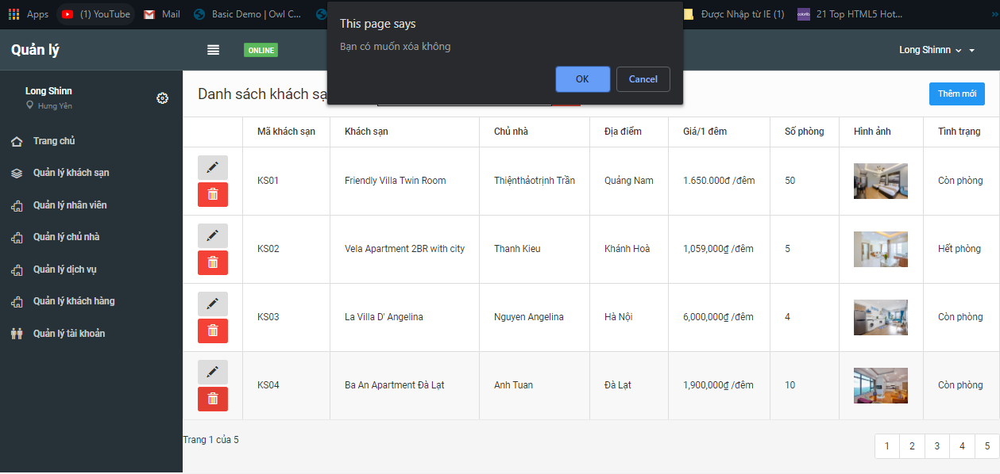 Apps (1) YouTube Mail Basic Demo | Owl C... Được Nhập từ IE (1) 21 Top HTML5 Hot...
This page says
Bạn có muốn xóa không
OK Cancel
Quản lý ONLINE Long Shinnn
Long Shinn
Hưng Yên
Trang chủ
Quản lý khách sạn
Quản lý nhân viên
Quản lý chủ nhà
Quản lý dịch vụ
Quản lý khách hàng
Quản lý tài khoản
Danh sách khách sạ Thêm mới
Mã khách sạn Khách sạn Chủ nhà Địa điểm Giá/1 đêm Số phòng Hình ảnh Tình trạng
KS01 Friendly Villa Twin Room Thiệnthảotrịnh Trần Quảng Nam 1.650.000đ /đêm 50 Còn phòng
KS02 Vela Apartment 2BR with city Thanh Kieu Khánh Hoà 1,059,000₫ /đêm 5 Hết phòng
KS03 La Villa D' Angelina Nguyen Angelina Hà Nội 6,000,000₫ /đêm 4 Còn phòng
KS04 Ba An Apartment Đà Lạt Anh Tuan Đà Lạt 1,900,000₫ /đêm 10 Còn phòng
Trang 1 của 5 1 2 3 4 5